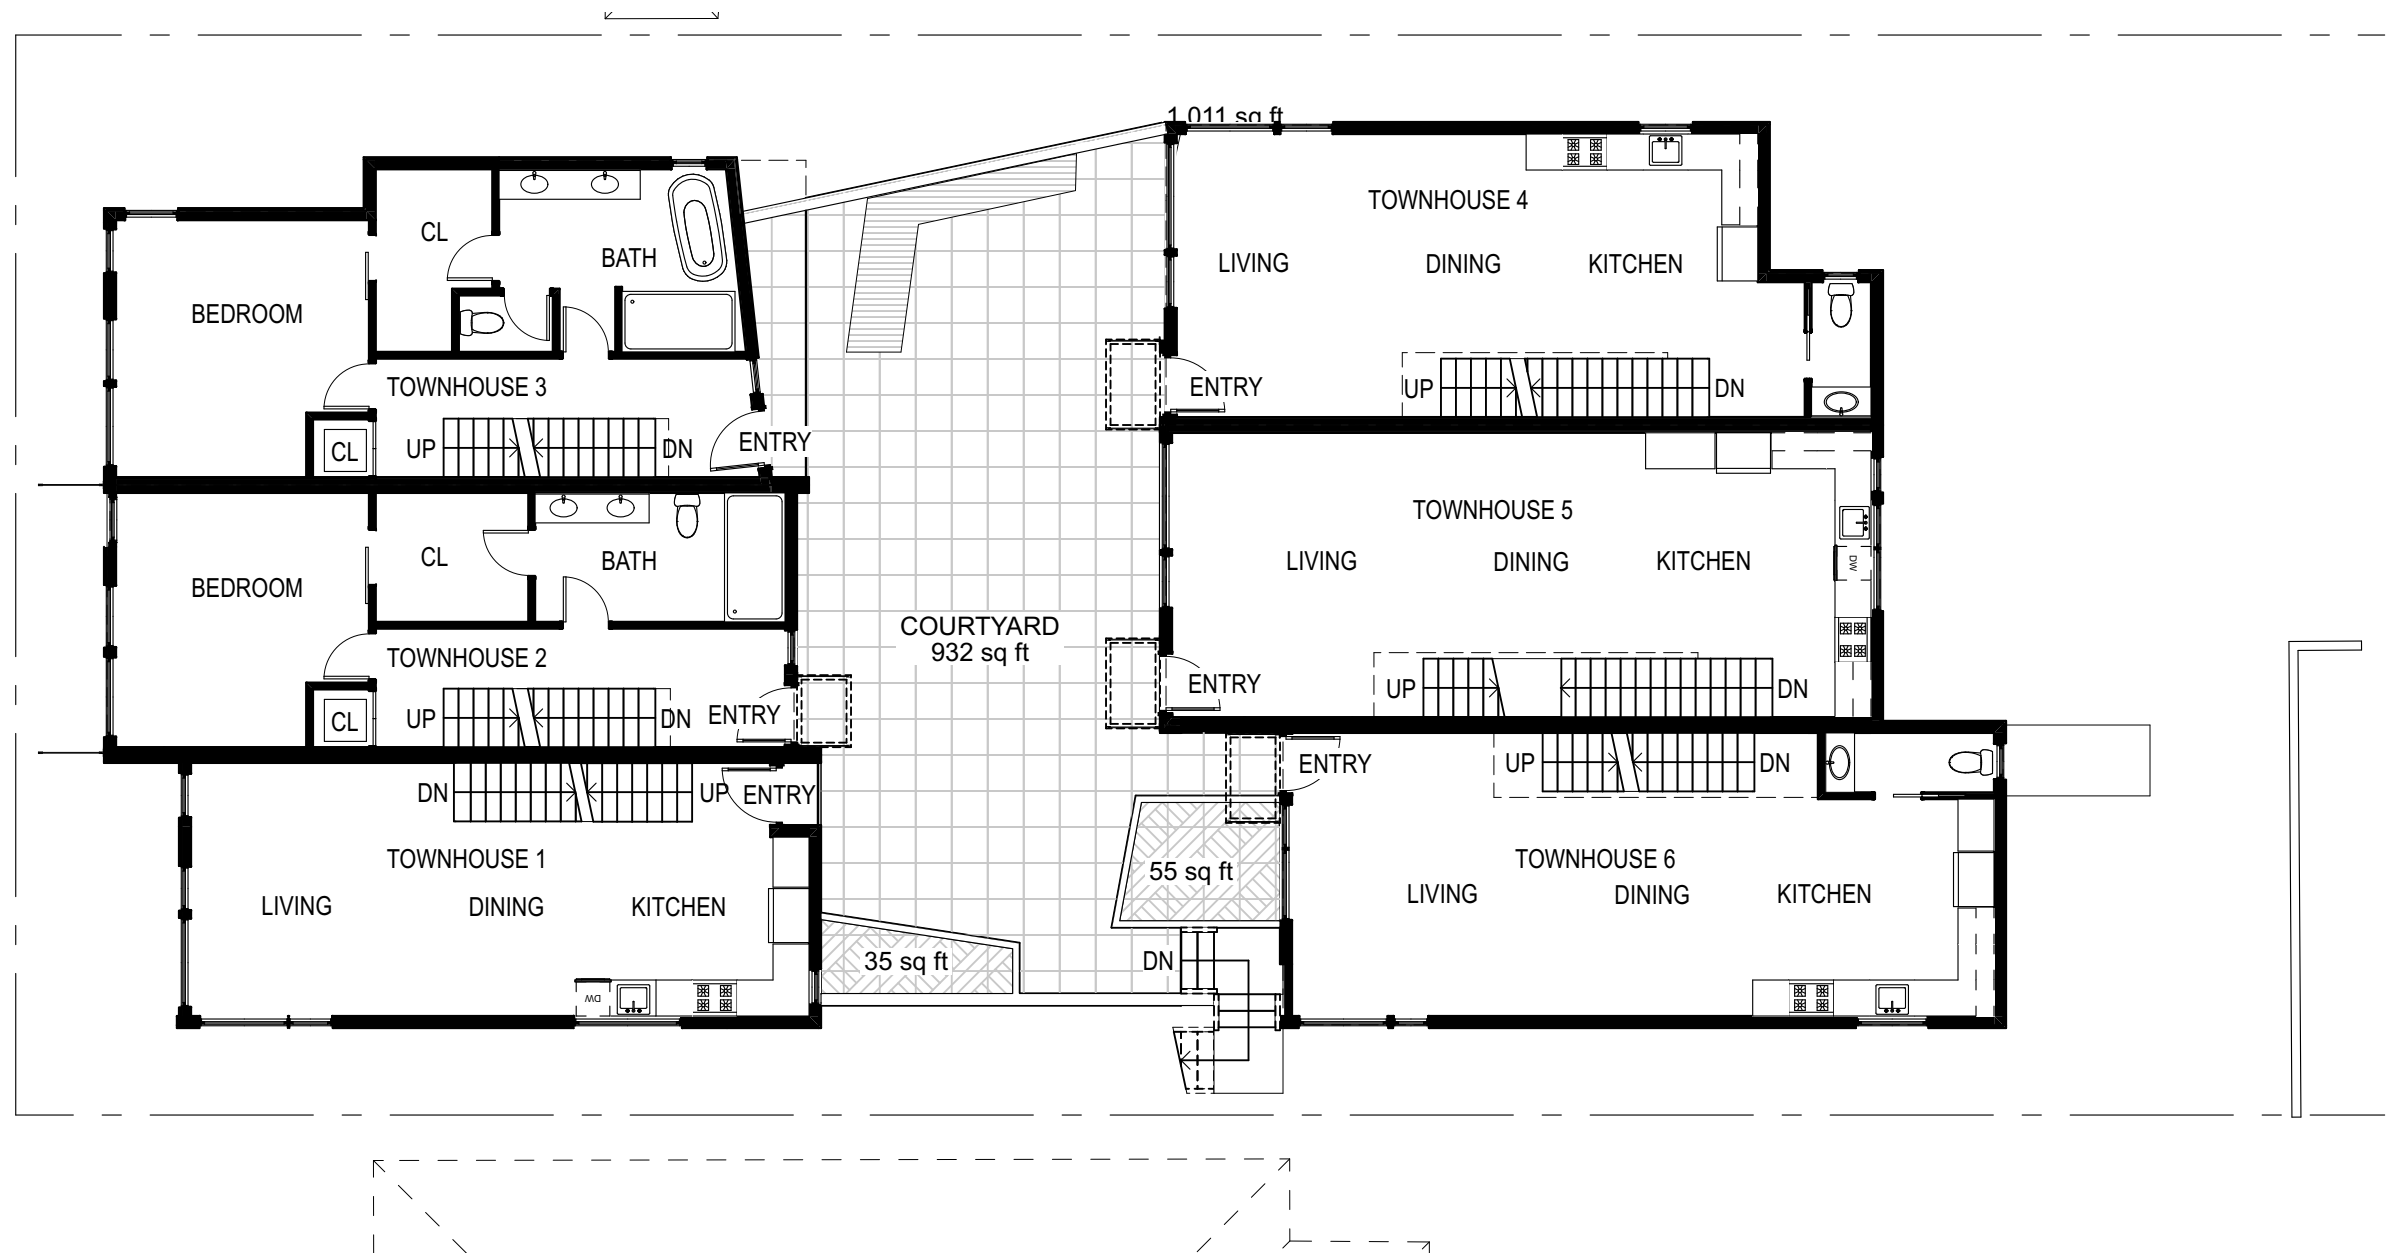 1,011 sq ft
TOWNHOUSE 4
LIVING
DINING
KITCHEN
UP
DN
ENTRY
CL
BATH
BEDROOM
TOWNHOUSE 3
CL
UP
DN
ENTRY
TOWNHOUSE 5
LIVING
DINING
KITCHEN
DW
UP
DN
ENTRY
CL
BATH
BEDROOM
TOWNHOUSE 2
CL
UP
DN
ENTRY
COURTYARD
932 sq ft
DN
UP
ENTRY
TOWNHOUSE 1
LIVING
DINING
KITCHEN
DW
35 sq ft
55 sq ft
DN
ENTRY
UP
DN
TOWNHOUSE 6
LIVING
DINING
KITCHEN